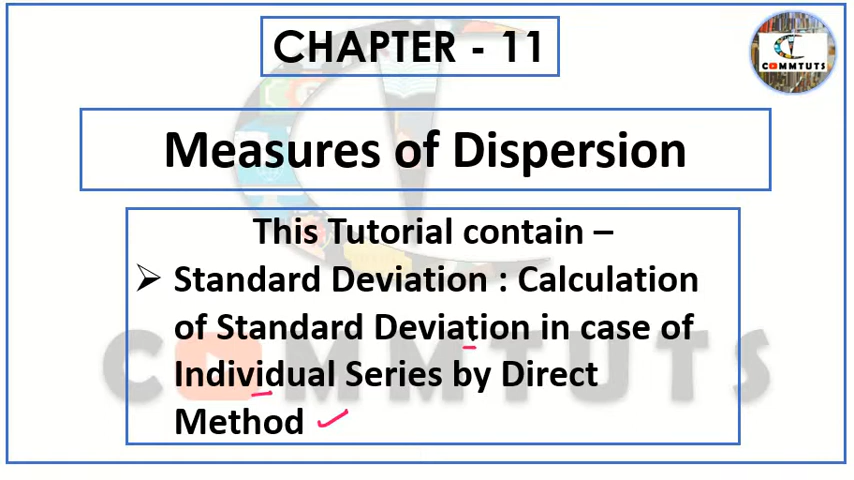 CHAPTER - 11
COMMTUTS
Measures of Dispersion
This Tutorial contain –
➢ Standard Deviation : Calculation
of Standard Deviation in case of
Individual Series by Direct
Method
COMMTUTS